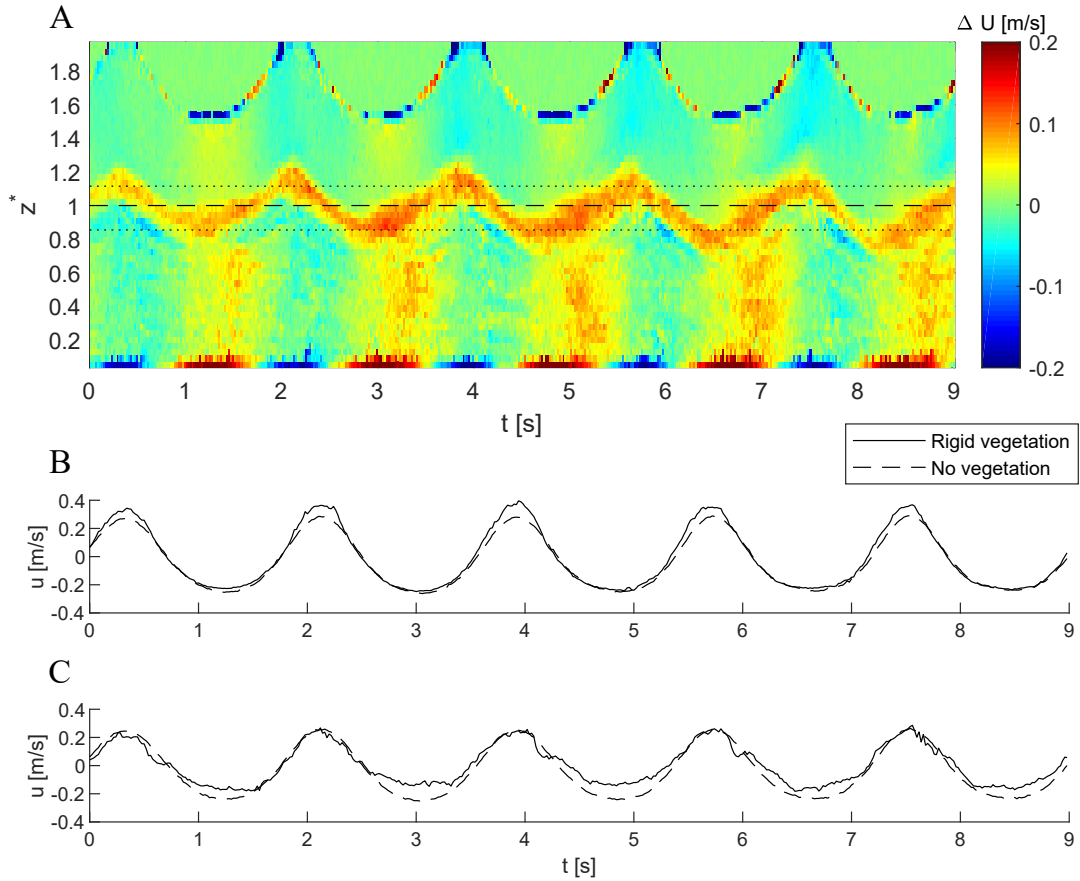 A
Δ U [m/s]
0.2
0.1
0
-0.1
-0.2
z*
1.8
1.6
1.4
1.2
1
0.8
0.6
0.4
0.2
0 1 2 3 4 5 6 7 8 9
t [s]
Rigid vegetation
No vegetation
B
u [m/s]
0.4
0.2
0
-0.2
-0.4
0 1 2 3 4 5 6 7 8 9
C
u [m/s]
0.4
0.2
0
-0.2
-0.4
0 1 2 3 4 5 6 7 8 9
t [s]